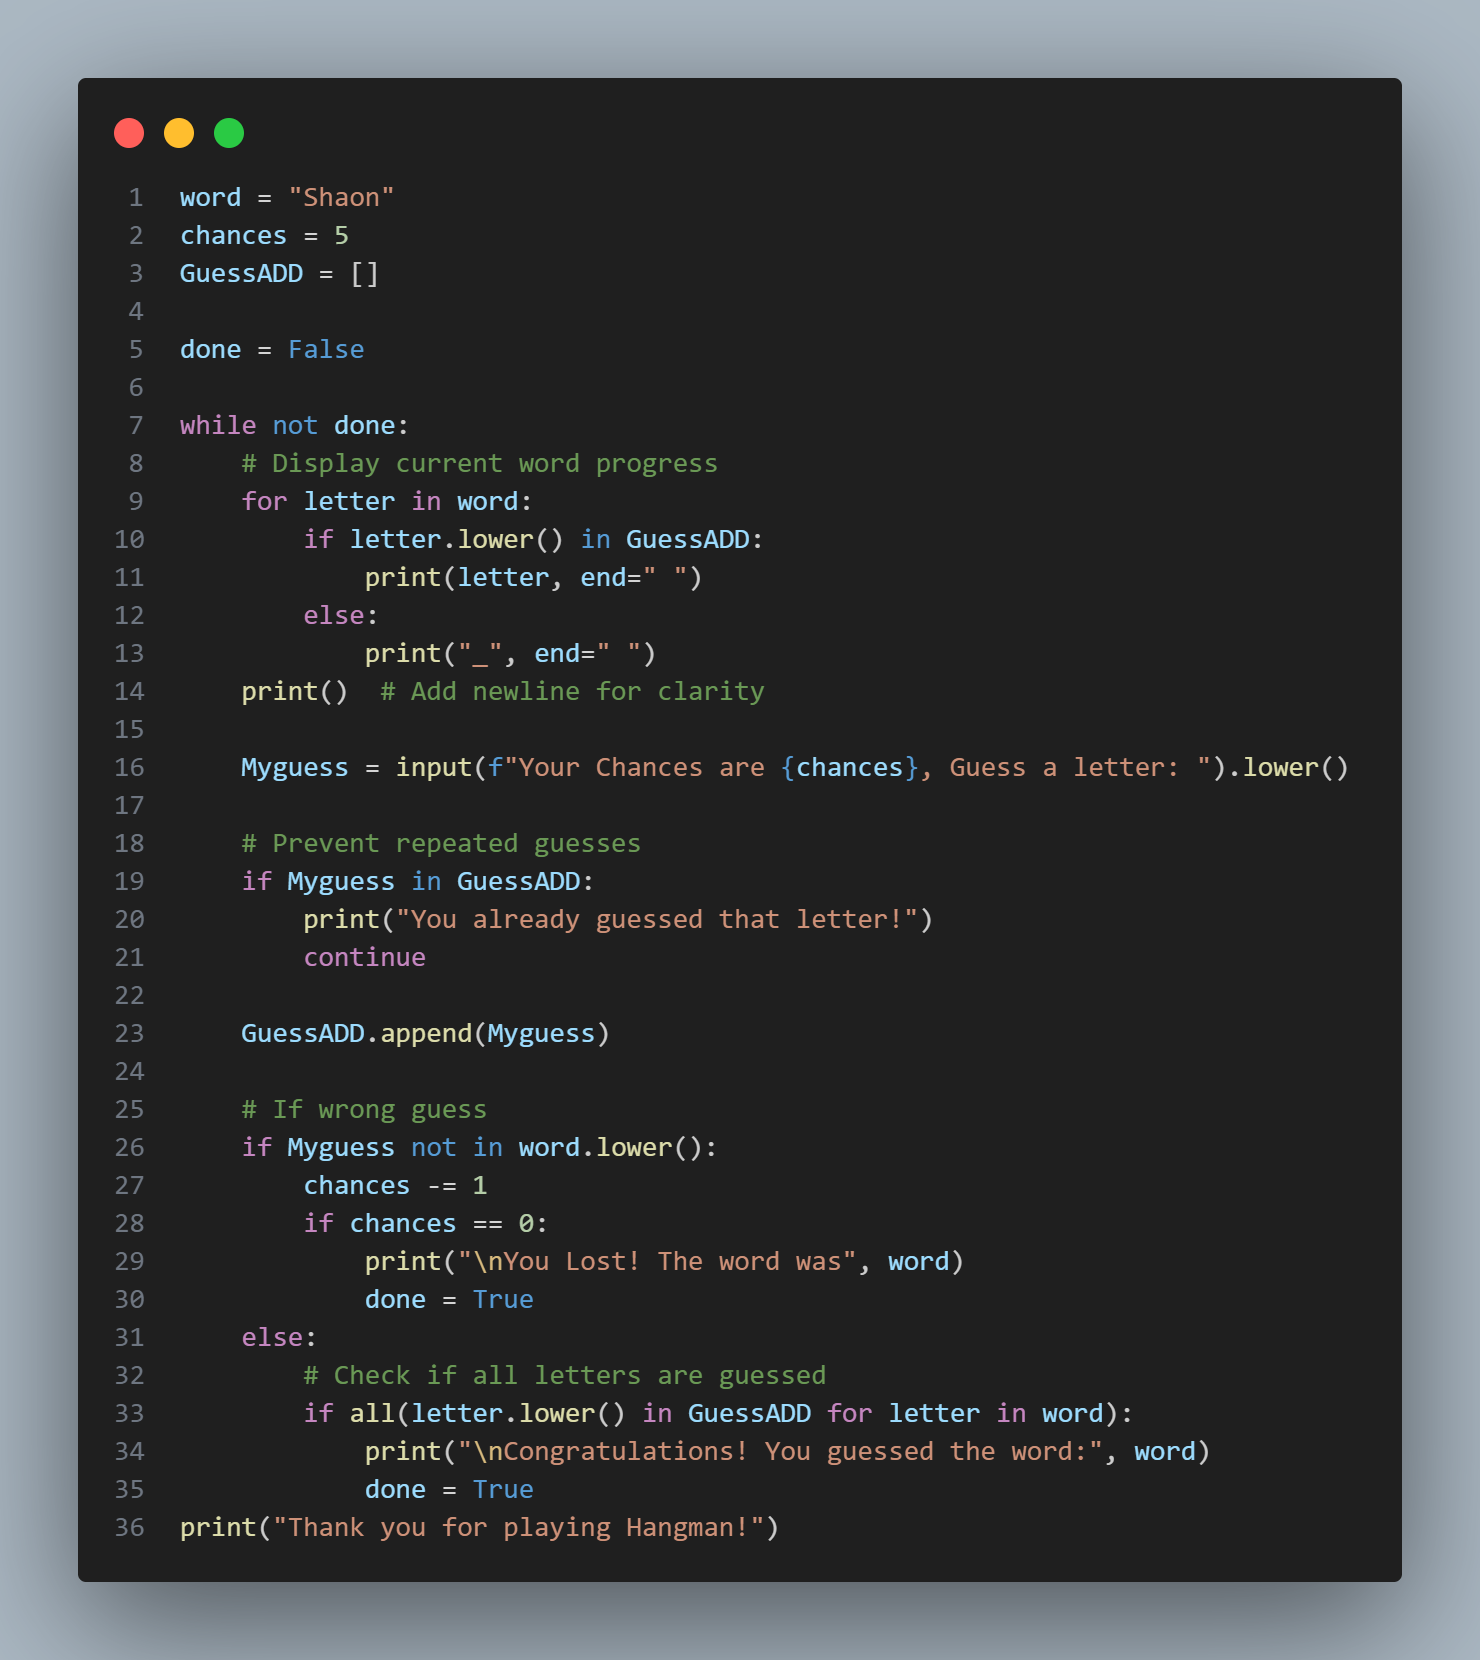 1 word = "Shaon"
2 chances = 5
3 GuessADD = []
4
5 done = False
6
7 while not done:
8     # Display current word progress
9     for letter in word:
10         if letter.lower() in GuessADD:
11             print(letter, end=" ")
12         else:
13             print("_", end=" ")
14     print()  # Add newline for clarity
15
16     Myguess = input(f"Your Chances are {chances}, Guess a letter: ").lower()
17
18     # Prevent repeated guesses
19     if Myguess in GuessADD:
20         print("You already guessed that letter!")
21         continue
22
23     GuessADD.append(Myguess)
24
25     # If wrong guess
26     if Myguess not in word.lower():
27         chances -= 1
28         if chances == 0:
29             print("\nYou Lost! The word was", word)
30             done = True
31     else:
32         # Check if all letters are guessed
33         if all(letter.lower() in GuessADD for letter in word):
34             print("\nCongratulations! You guessed the word:", word)
35             done = True
36 print("Thank you for playing Hangman!")